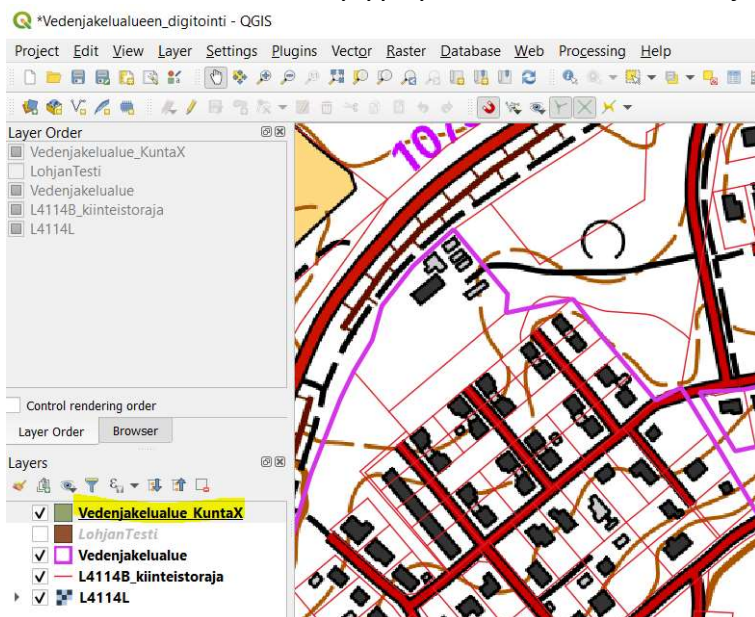 *Vedenjakelualueen_digitointi - QGIS
Project Edit View Layer Settings Plugins Vector Raster Database Web Processing Help
Layer Order
Vedenjakelualue_KuntaX
LohjanTesti
Vedenjakelualue
L4114B_kiinteistoraja
L4114L
Control rendering order
Layer Order Browser
Layers
Vedenjakelualue_KuntaX
LohjanTesti
Vedenjakelualue
L4114B_kiinteistoraja
L4114L